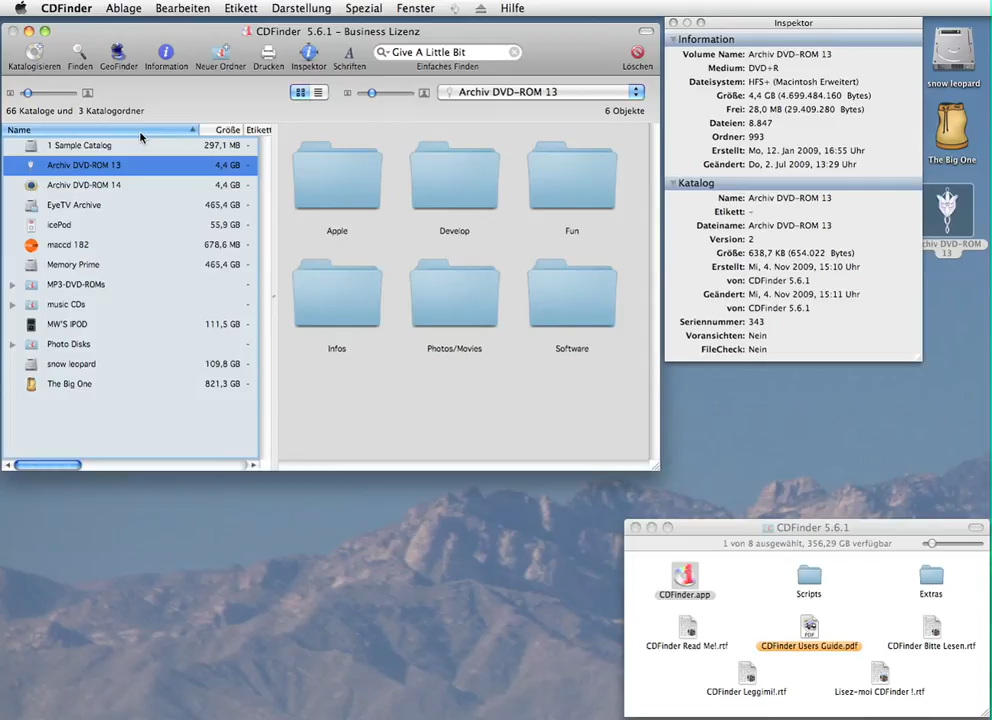 CDFinder Ablage Bearbeiten Etikett Darstellung Spezial Fenster Hilfe
CDFinder 5.6.1 - Business Lizenz
Katalogisieren Finden GeoFinder Information Neuer Ordner Drucken Inspektor Schriften
Give A Little Bit
Einfaches Finden
Löschen
Archiv DVD-ROM 13
66 Kataloge und 3 Katalogordner
6 Objekte
Name Größe Etikett
1 Sample Catalog 297,1 MB -
Archiv DVD-ROM 13 4,4 GB -
Archiv DVD-ROM 14 4,4 GB -
EyeTV Archive 465,4 GB -
icePod 55,9 GB -
maccd 182 678,6 MB -
Memory Prime 465,4 GB -
MP3-DVD-ROMs -
music CDs -
MW'S IPOD 111,5 GB -
Photo Disks -
snow leopard 109,8 GB -
The Big One 821,3 GB -
Apple Develop Fun
Infos Photos/Movies Software
Inspektor
Information
Volume Name: Archiv DVD-ROM 13
Medium: DVD+R
Dateisystem: HFS+ (Macintosh Erweitert)
Größe: 4,4 GB (4.699.484.160 Bytes)
Frei: 28,0 MB (29.409.280 Bytes)
Dateien: 8.847
Ordner: 993
Erstellt: Mo, 12. Jan 2009, 16:55 Uhr
Geändert: Do, 2. Jul 2009, 13:29 Uhr
Katalog
Name: Archiv DVD-ROM 13
Etikett: -
Dateiname: Archiv DVD-ROM 13
Version: 2
Größe: 638,7 KB (654.022 Bytes)
Erstellt: Mi, 4. Nov 2009, 15:10 Uhr
von: CDFinder 5.6.1
Geändert: Mi, 4. Nov 2009, 15:11 Uhr
von: CDFinder 5.6.1
Seriennummer: 343
Voransichten: Nein
FileCheck: Nein
snow leopard
The Big One
chiv DVD-ROM
13
CDFinder 5.6.1
1 von 8 ausgewählt, 356,29 GB verfügbar
CDFinder.app Scripts Extras
PDF
CDFinder Read Me!.rtf CDFinder Users Guide.pdf CDFinder Bitte Lesen.rtf
CDFinder Leggimi!.rtf Lisez-moi CDFinder !.rtf